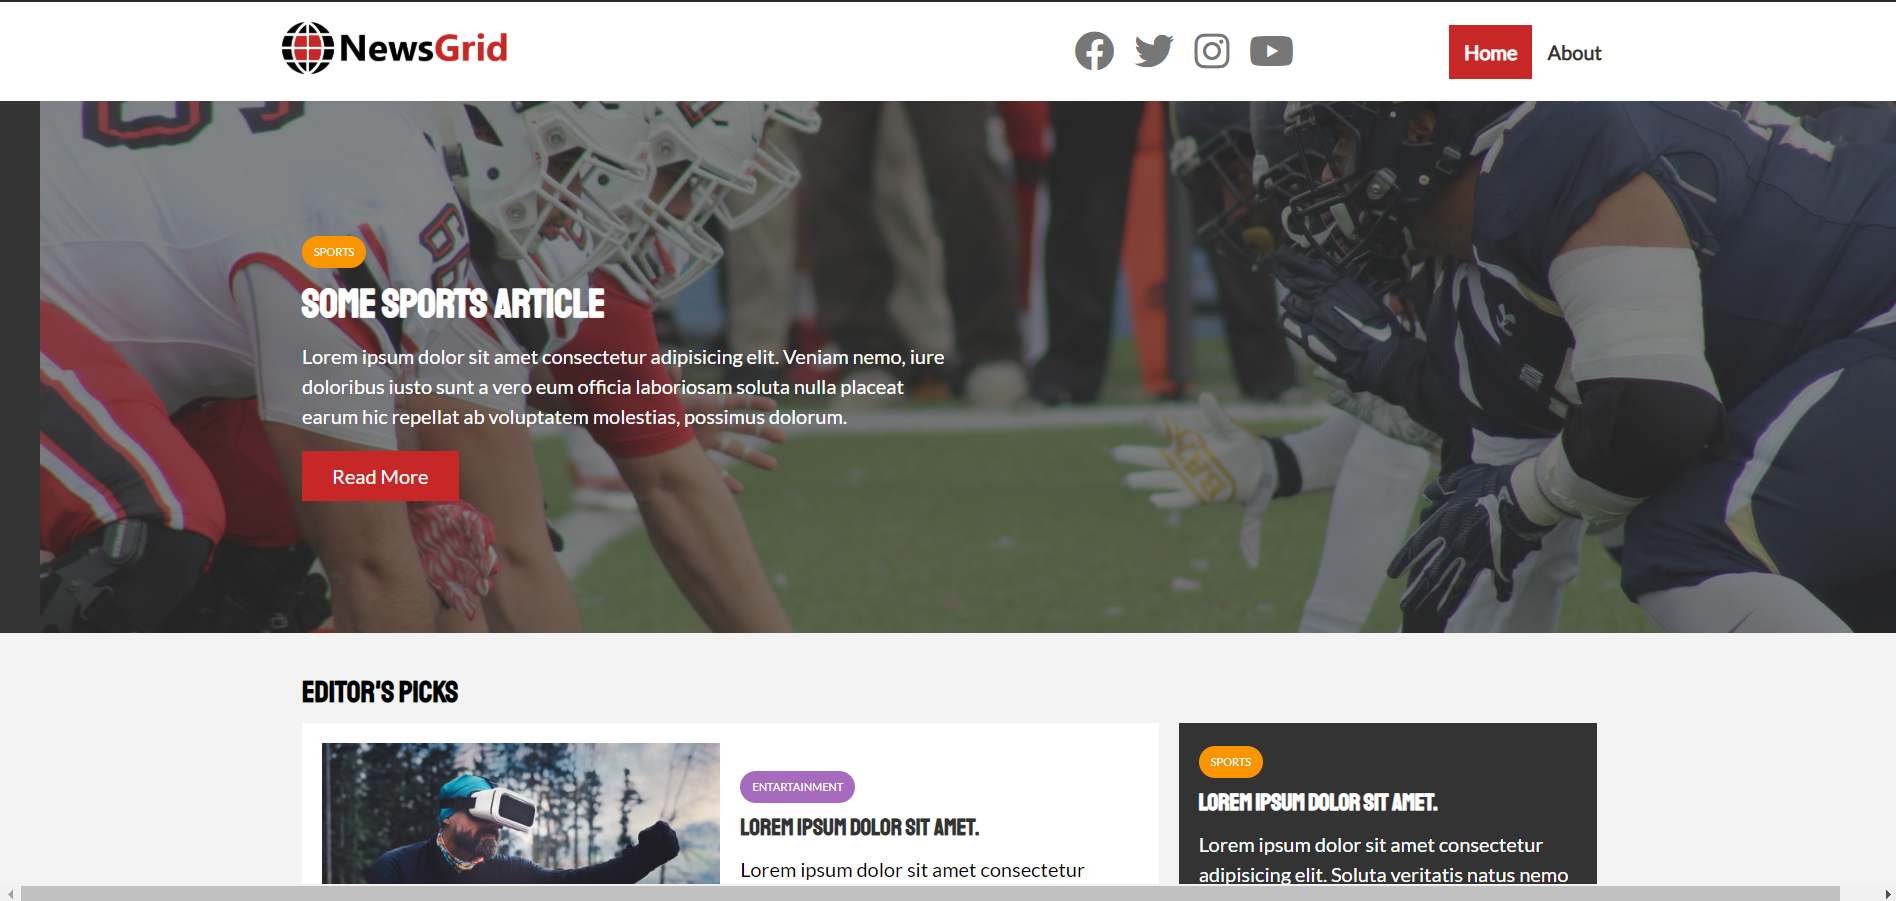 NewsGrid
Home
About
SPORTS
SOME SPORTS ARTICLE
Lorem ipsum dolor sit amet consectetur adipisicing elit. Veniam nemo, iure
doloribus iusto sunt a vero eum officia laboriosam soluta nulla placeat
earum hic repellat ab voluptatem molestias, possimus dolorum.
Read More
EDITOR'S PICKS
ENTARTAINMENT
LOREM IPSUM DOLOR SIT AMET.
Lorem ipsum dolor sit amet consectetur
SPORTS
LOREM IPSUM DOLOR SIT AMET.
Lorem ipsum dolor sit amet consectetur
adipisicing elit. Soluta veritatis natus nemo